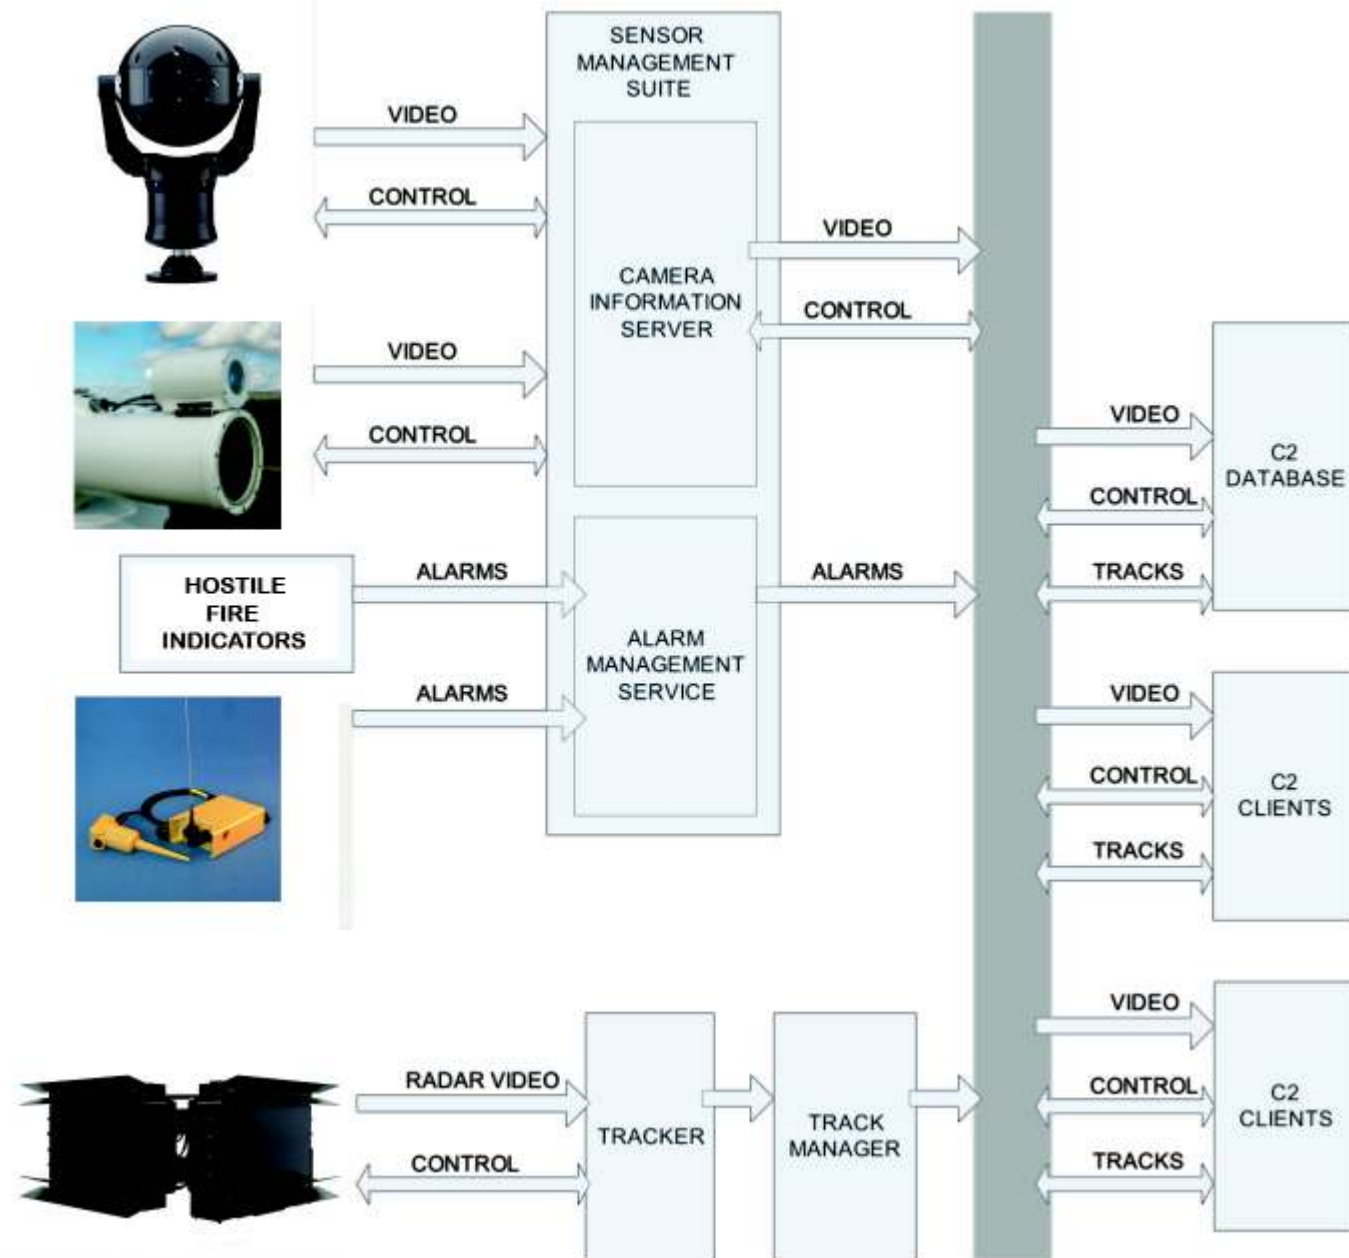 SENSOR
MANAGEMENT
SUITE
VIDEO
CONTROL
CAMERA
INFORMATION
SERVER
VIDEO
CONTROL
VIDEO
CONTROL
HOSTILE
FIRE
INDICATORS
ALARMS
ALARMS
ALARM
MANAGEMENT
SERVICE
ALARMS
VIDEO
CONTROL
TRACKS
C2
DATABASE
VIDEO
CONTROL
TRACKS
C2
CLIENTS
RADAR VIDEO
CONTROL
TRACKER
TRACK
MANAGER
VIDEO
CONTROL
TRACKS
C2
CLIENTS